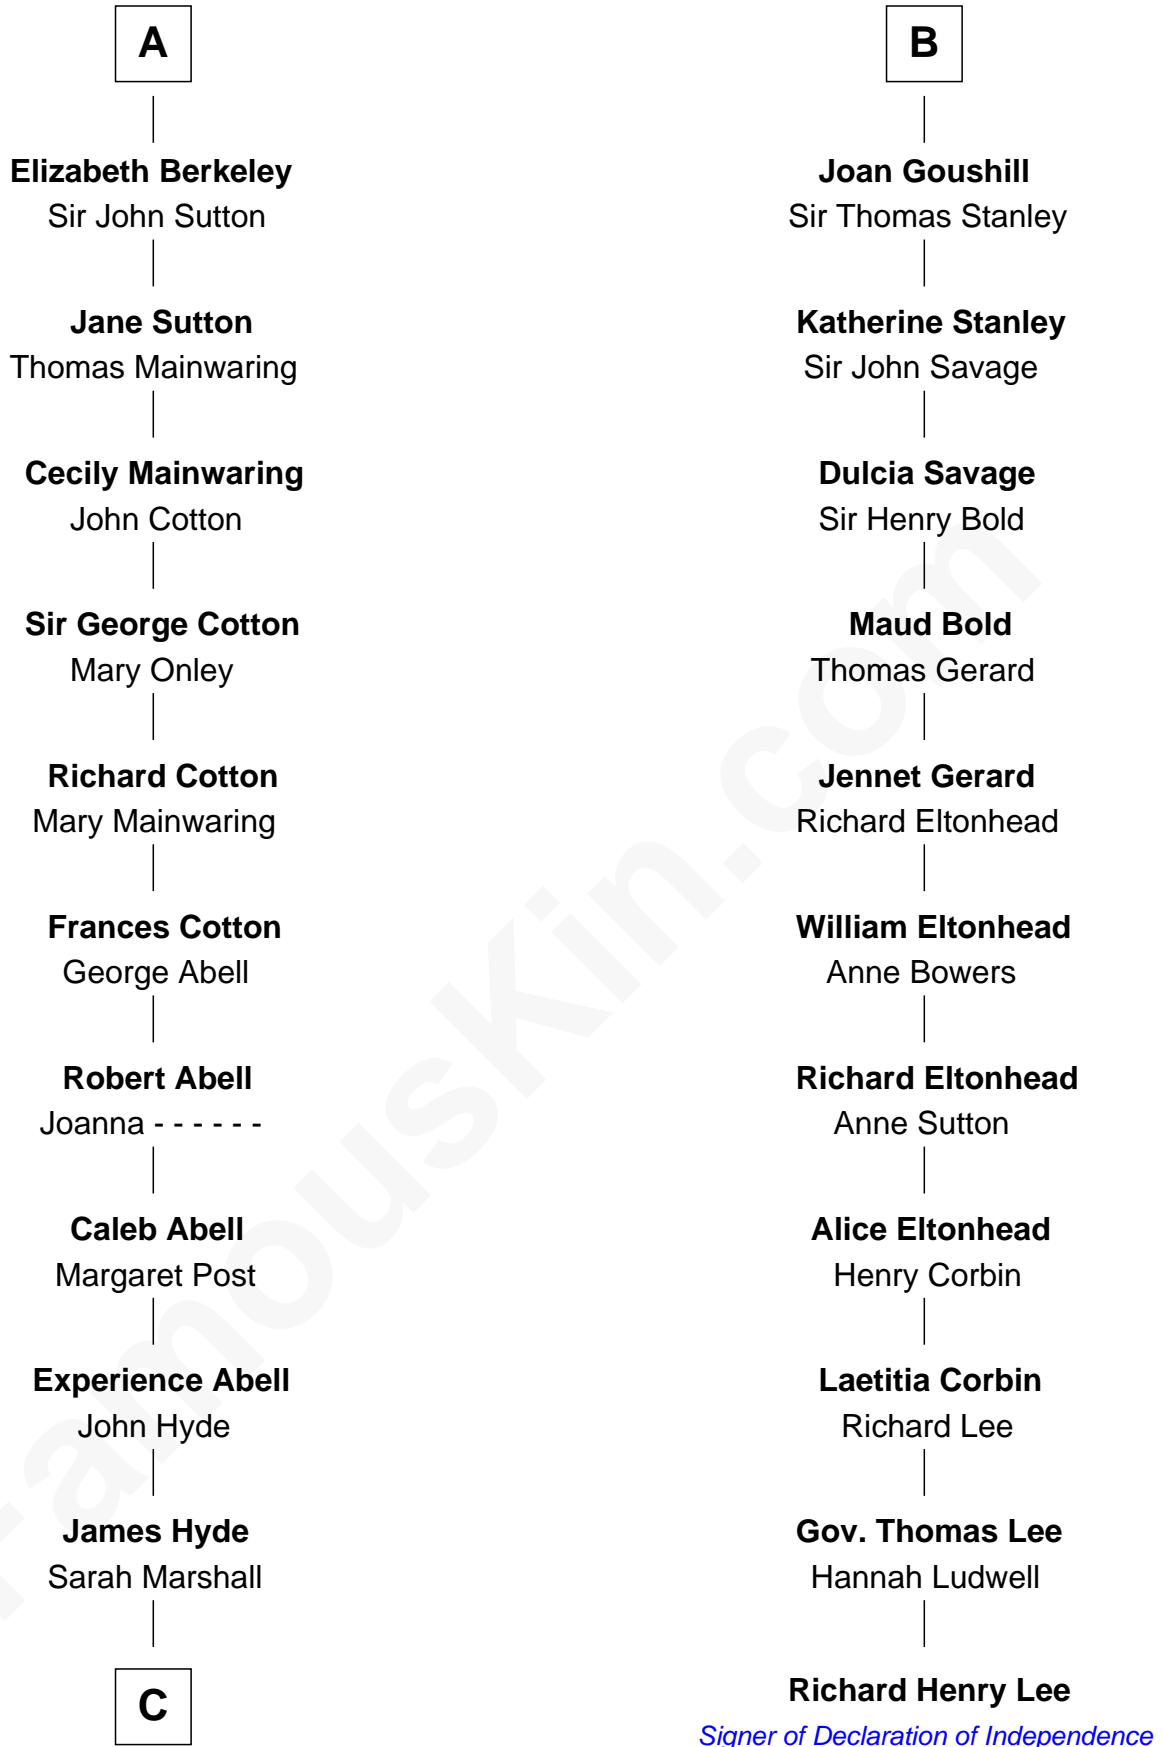 A
Elizabeth Berkeley
Sir John Sutton
Jane Sutton
Thomas Mainwaring
Cecily Mainwaring
John Cotton
Sir George Cotton
Mary Onley
Richard Cotton
Mary Mainwaring
Frances Cotton
George Abell
Robert Abell
Joanna - - - - - -
Caleb Abell
Margaret Post
Experience Abell
John Hyde
James Hyde
Sarah Marshall
C
B
Joan Goushill
Sir Thomas Stanley
Katherine Stanley
Sir John Savage
Dulcia Savage
Sir Henry Bold
Maud Bold
Thomas Gerard
Jennet Gerard
Richard Eltonhead
William Eltonhead
Anne Bowers
Richard Eltonhead
Anne Sutton
Alice Eltonhead
Henry Corbin
Laetitia Corbin
Richard Lee
Gov. Thomas Lee
Hannah Ludwell
Richard Henry Lee
Signer of Declaration of Independence
FamousKin.com